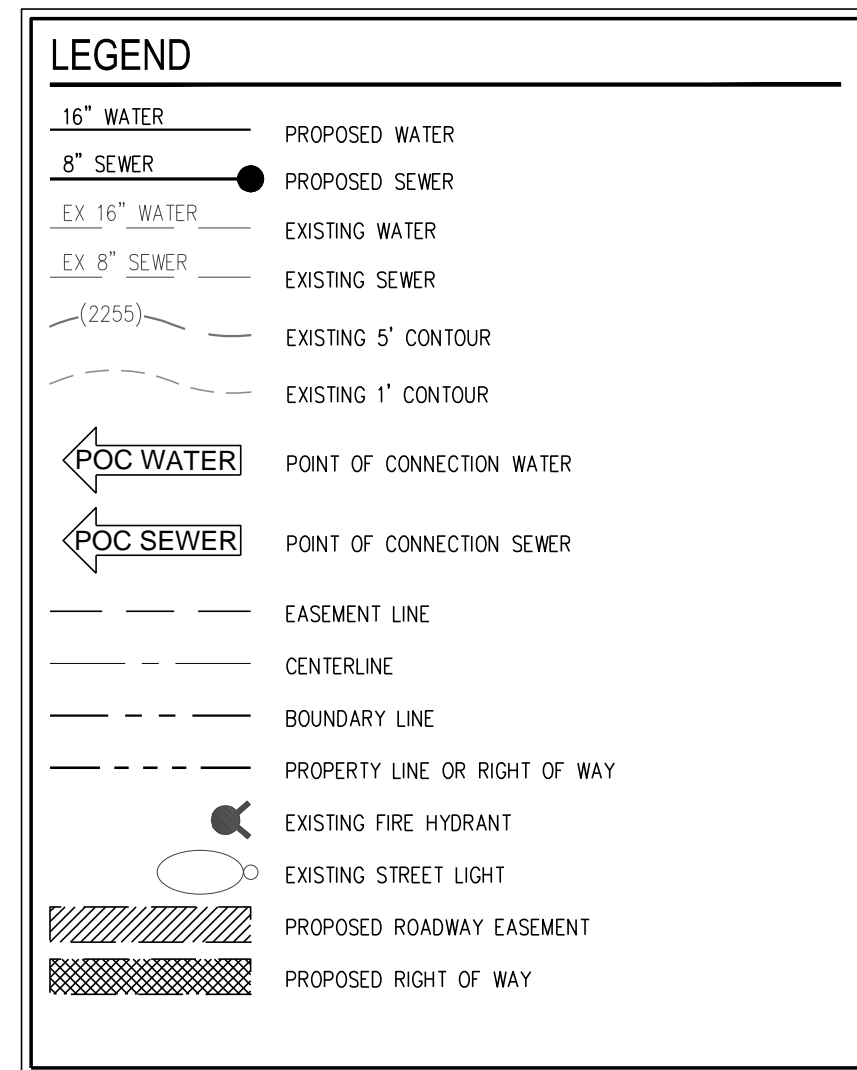 LEGEND
16" WATER
PROPOSED WATER
8" SEWER
PROPOSED SEWER
EX 16" WATER
EXISTING WATER
EX 8" SEWER
EXISTING SEWER
(2255)
EXISTING 5' CONTOUR
EXISTING 1' CONTOUR
POC WATER
POINT OF CONNECTION WATER
POC SEWER
POINT OF CONNECTION SEWER
EASEMENT LINE
CENTERLINE
BOUNDARY LINE
PROPERTY LINE OR RIGHT OF WAY
EXISTING FIRE HYDRANT
EXISTING STREET LIGHT
PROPOSED ROADWAY EASEMENT
PROPOSED RIGHT OF WAY